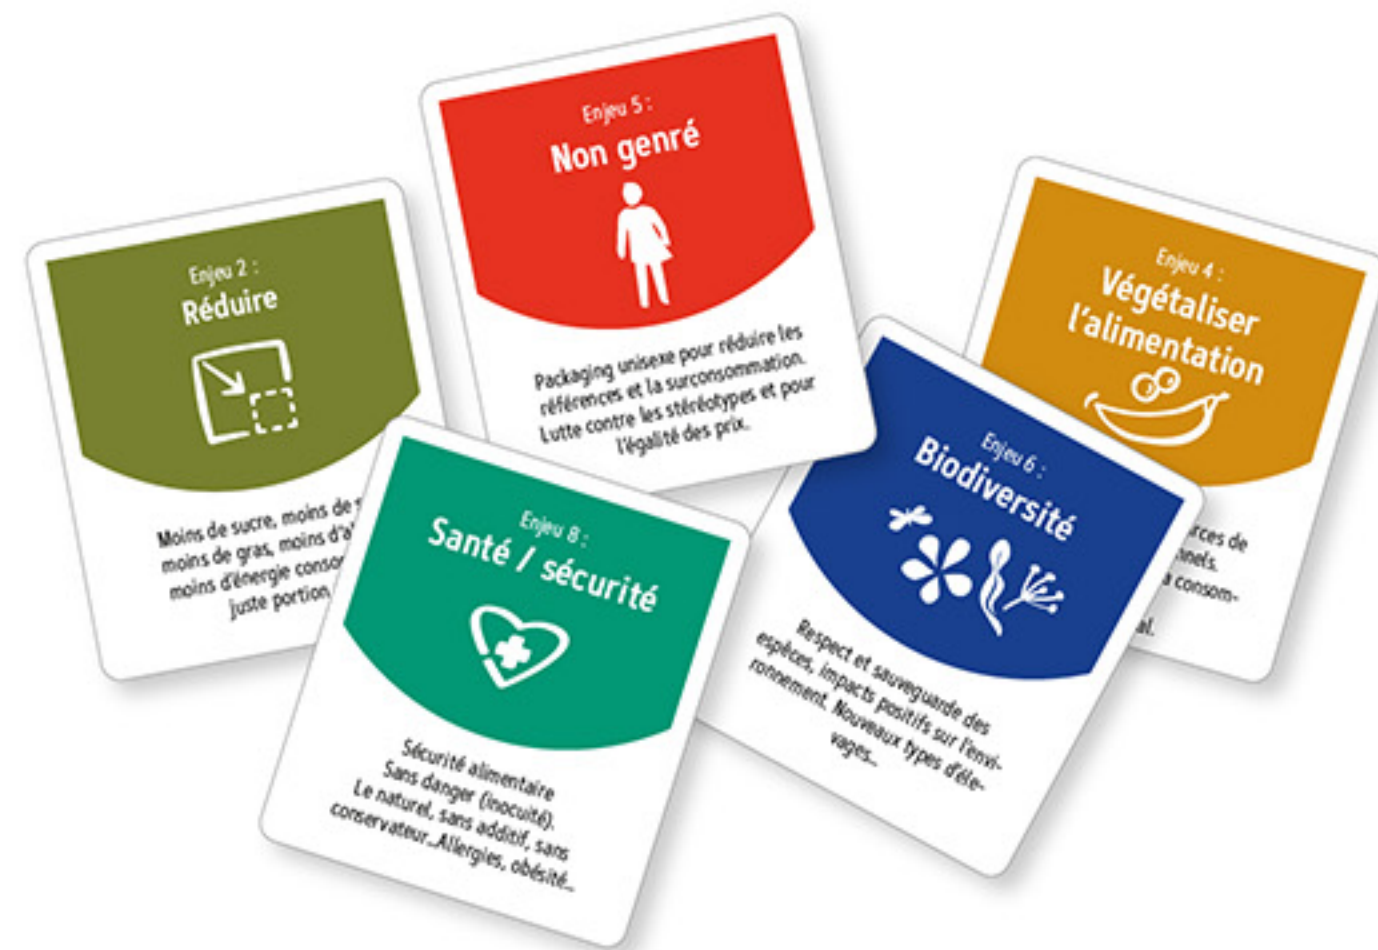 Enjeu 2 :
Réduire
Moins de sucre, moins de
moins de gras, moins
moins d'énergie
juste portion
Enjeu 5 :
Non genré
Packaging unisexe pour réduire les
références et la surconsommation.
Lutte contre les stéréotypes et pour
l'égalité des prix.
Enjeu 4 :
Végétaliser
l'alimentation
de
a consom-
Enjeu 8 :
Santé / sécurité
Sécurité alimentaire
Sans danger (inocuité).
Le naturel, sans additif, sans
conservateur...Allergies, obésité...
Enjeu 6 :
Biodiversité
Respect et sauvegarde des
espèces, impacts positifs sur l'envi-
ronnement. Nouveaux types d'éle-
vages...